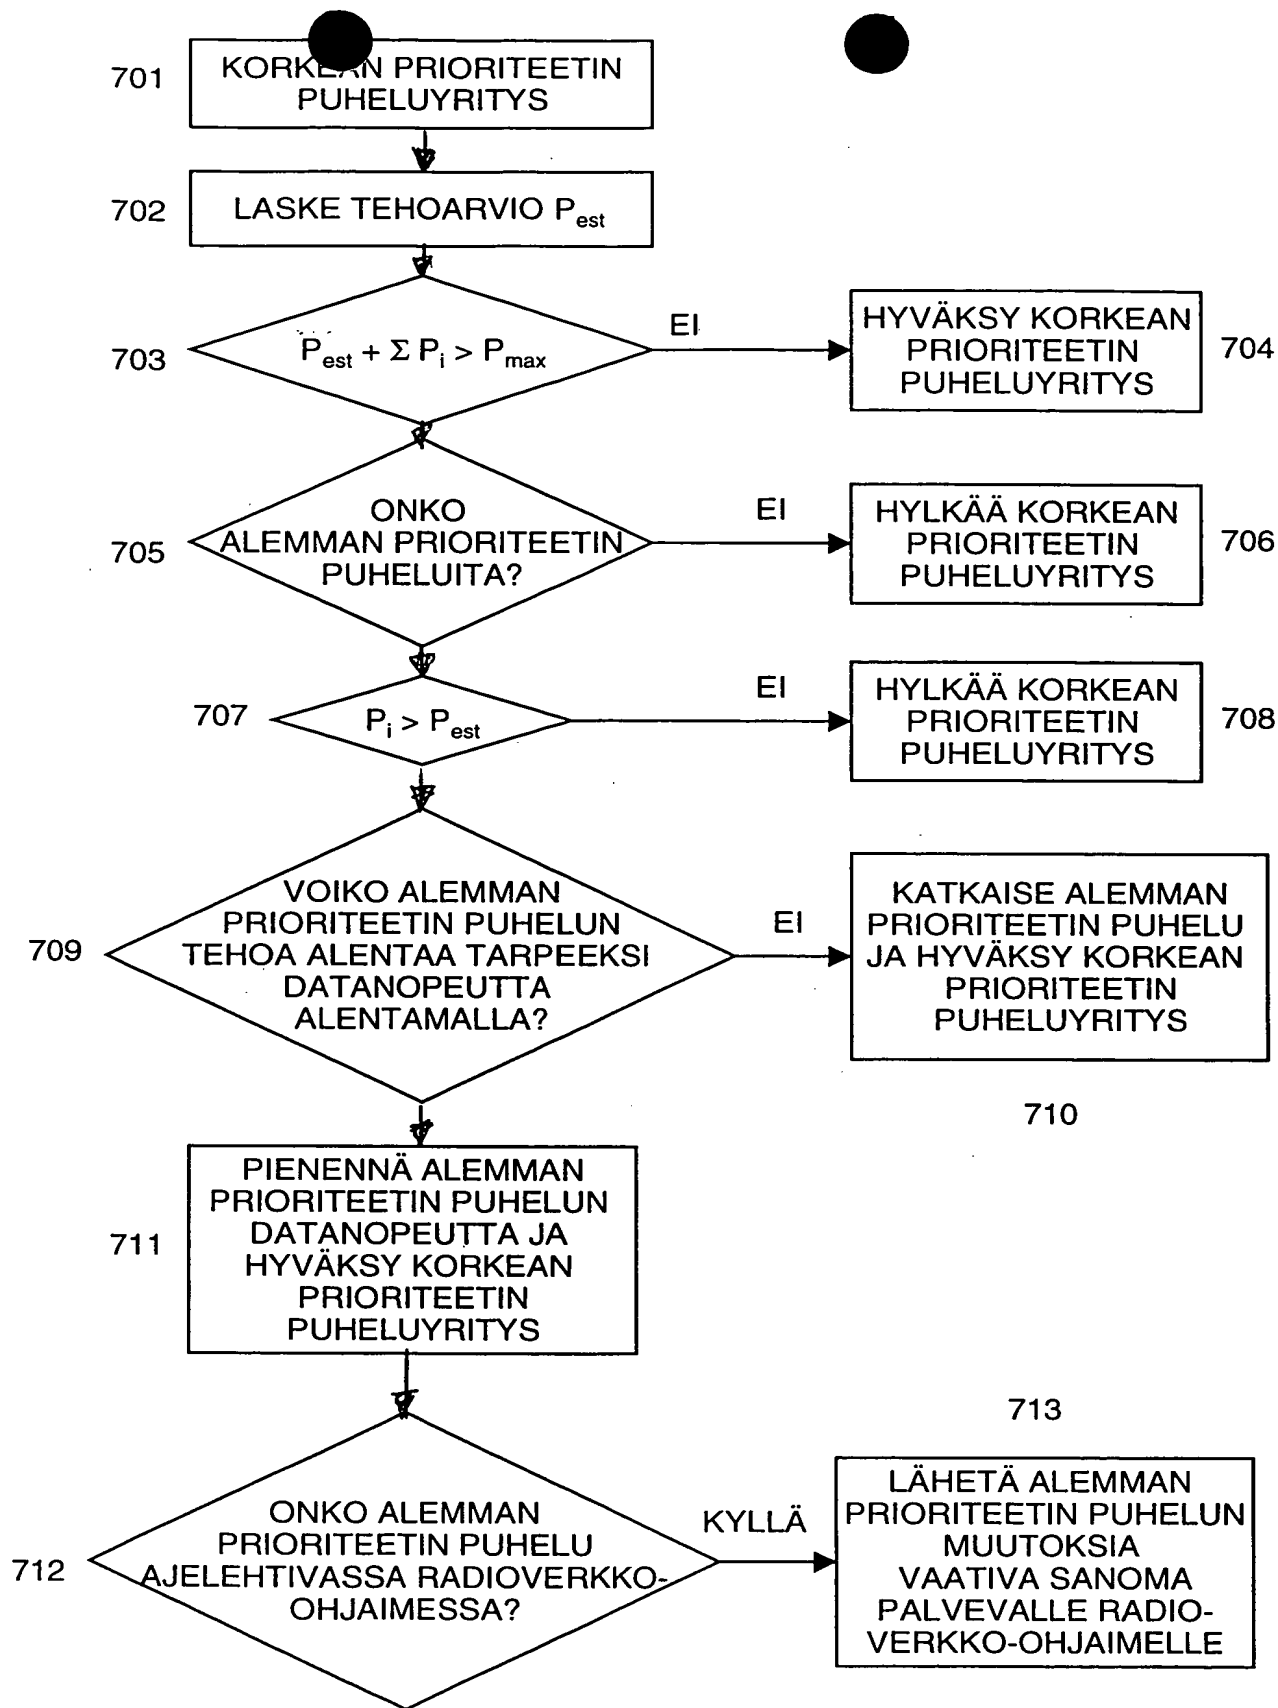 701
KORKEAN PRIORITEETIN
PUHELUYRITYS
702
LASKE TEHOARVIO Pest
703
Pest + Σ Pi > Pmax
EI
HYVÄKSY KORKEAN
PRIORITEETIN
PUHELUYRITYS
704
705
ONKO
ALEMMAN PRIORITEETIN
PUHELUITA?
EI
HYLKÄÄ KORKEAN
PRIORITEETIN
PUHELUYRITYS
706
707
Pi > Pest
EI
HYLKÄÄ KORKEAN
PRIORITEETIN
PUHELUYRITYS
708
709
VOIKO ALEMMAN
PRIORITEETIN PUHELUN
TEHOA ALENTAA TARPEEKSI
DATANOPEUTTA
ALENTAMALLA?
EI
KATKAISE ALEMMAN
PRIORITEETIN PUHELU
JA HYVÄKSY KORKEAN
PRIORITEETIN
PUHELUYRITYS
710
711
PIENENNÄ ALEMMAN
PRIORITEETIN PUHELUN
DATANOPEUTTA JA
HYVÄKSY KORKEAN
PRIORITEETIN
PUHELUYRITYS
712
ONKO ALEMMAN
PRIORITEETIN PUHELU
AJELEHTIVASSA RADIOVERKKO-
OHJAIMESSA?
KYLLÄ
713
LÄHETÄ ALEMMAN
PRIORITEETIN PUHELUN
MUUTOKSIA
VAATIVA SANOMA
PALVEVALLE RADIO-
VERKKO-OHJAIMELLE